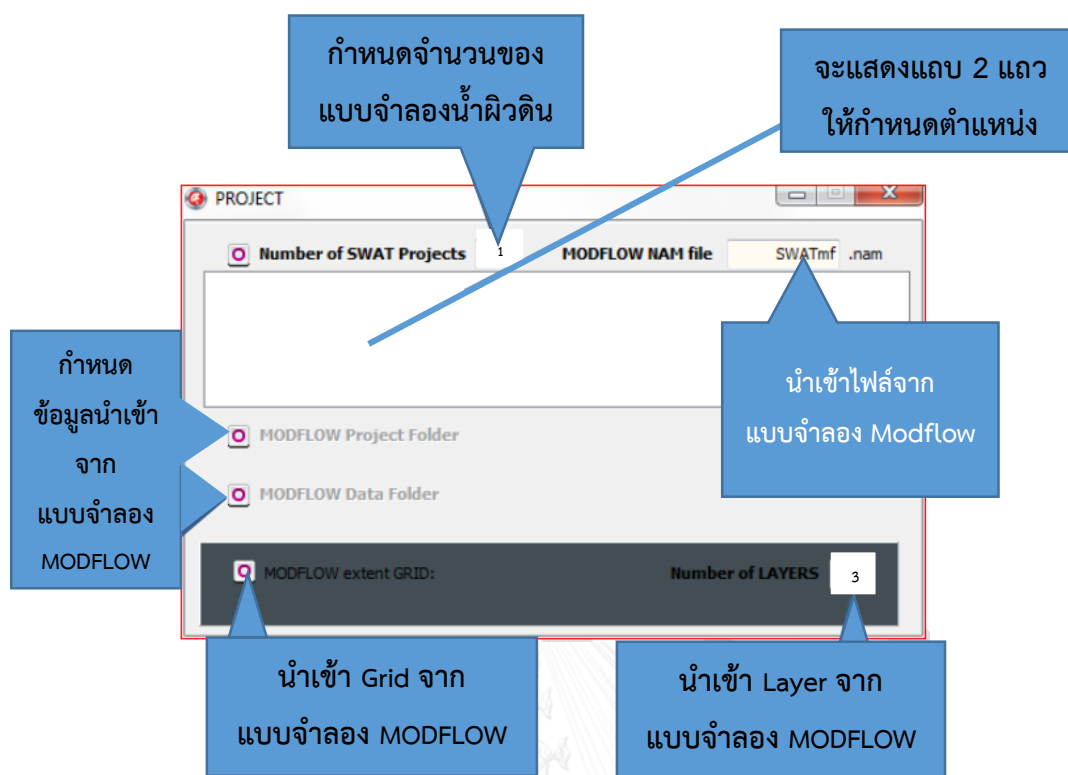 กำหนดจำนวนของ
แบบจำลองน้ำผิวดิน
จะแสดงแถบ 2 แถว
ให้กำหนดตำแหน่ง
PROJECT
Number of SWAT Projects 1 MODFLOW NAM file SWATmf .nam
กำหนด
ข้อมูลนำเข้า
จาก
แบบจำลอง
MODFLOW
นำเข้าไฟล์จาก
แบบจำลอง Modflow
MODFLOW Project Folder
MODFLOW Data Folder
MODFLOW extent GRID: Number of LAYERS 3
นำเข้า Grid จาก
แบบจำลอง MODFLOW
นำเข้า Layer จาก
แบบจำลอง MODFLOW